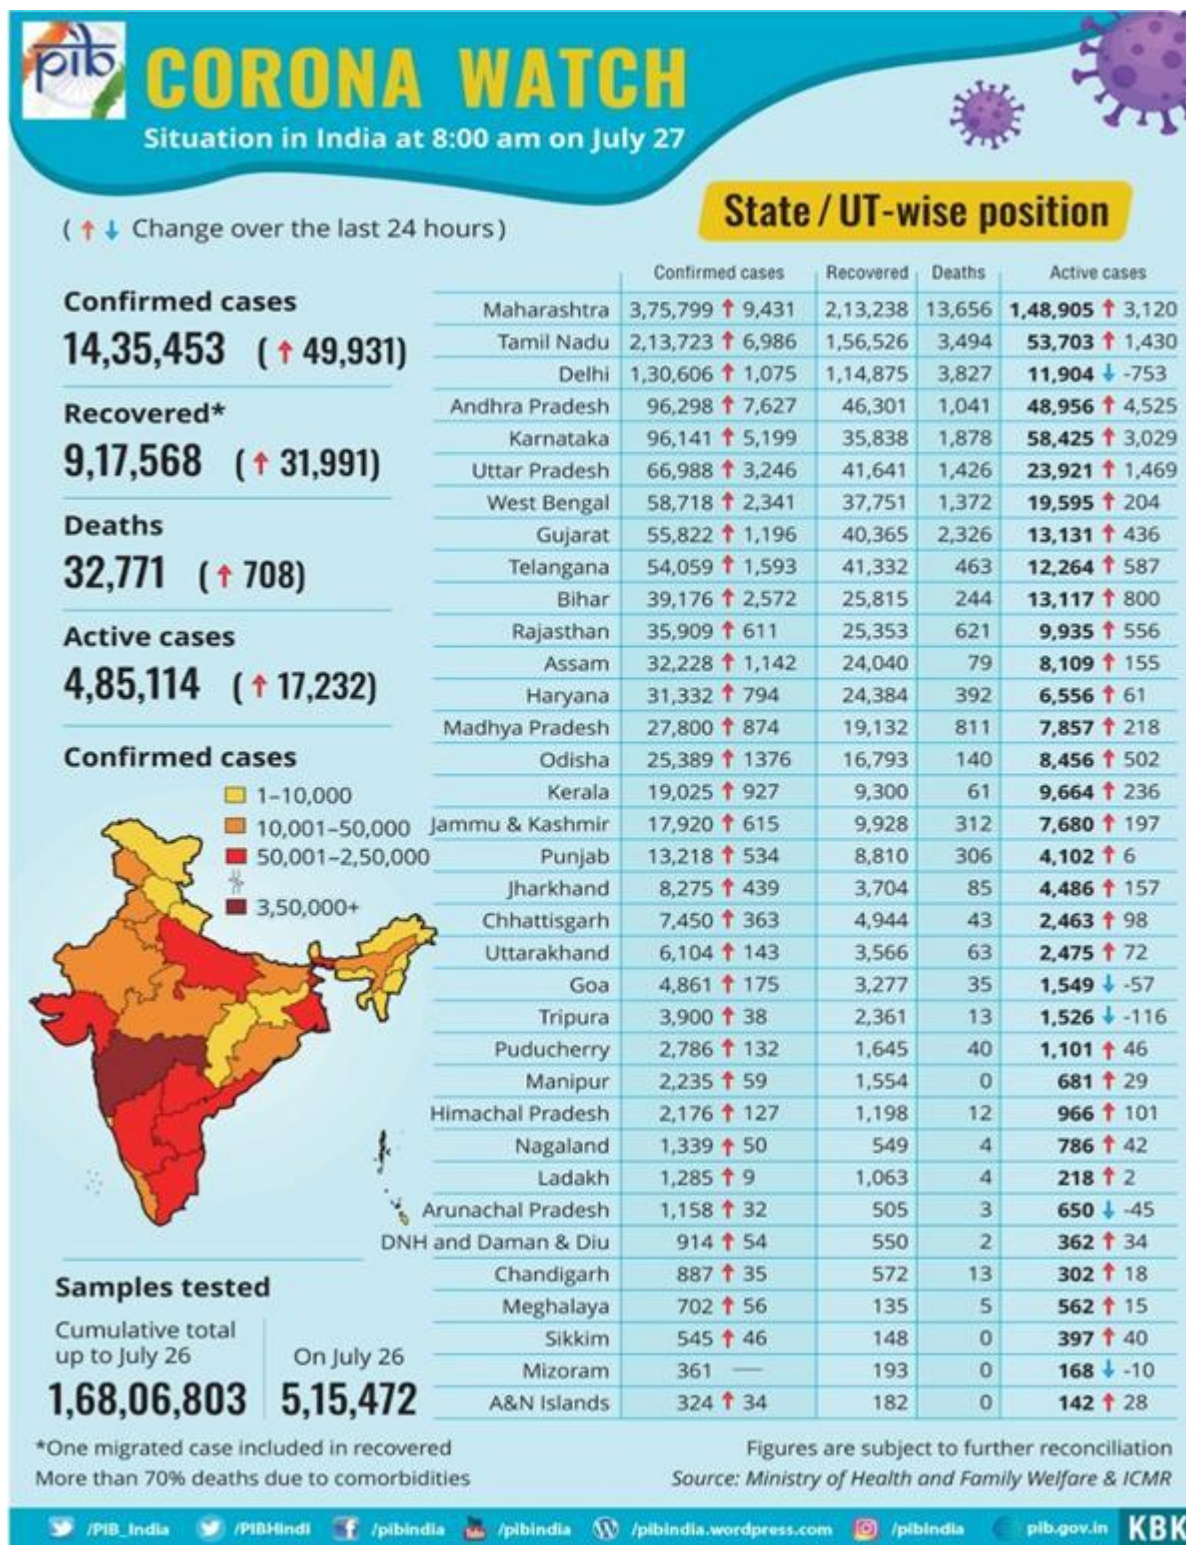 pib
CORONA WATCH
Situation in India at 8:00 am on July 27
(↑↓ Change over the last 24 hours)
Confirmed cases
14,35,453 (↑ 49,931)
Recovered*
9,17,568 (↑ 31,991)
Deaths
32,771 (↑ 708)
Active cases
4,85,114 (↑ 17,232)
Confirmed cases
1–10,000
10,001–50,000
50,001–2,50,000
3,50,000+
Samples tested
Cumulative total
up to July 26
1,68,06,803
On July 26
5,15,472
State / UT-wise position
Confirmed cases Recovered Deaths Active cases
Maharashtra 3,75,799 ↑ 9,431 2,13,238 13,656 1,48,905 ↑ 3,120
Tamil Nadu 2,13,723 ↑ 6,986 1,56,526 3,494 53,703 ↑ 1,430
Delhi 1,30,606 ↑ 1,075 1,14,875 3,827 11,904 ↓ -753
Andhra Pradesh 96,298 ↑ 7,627 46,301 1,041 48,956 ↑ 4,525
Karnataka 96,141 ↑ 5,199 35,838 1,878 58,425 ↑ 3,029
Uttar Pradesh 66,988 ↑ 3,246 41,641 1,426 23,921 ↑ 1,469
West Bengal 58,718 ↑ 2,341 37,751 1,372 19,595 ↑ 204
Gujarat 55,822 ↑ 1,196 40,365 2,326 13,131 ↑ 436
Telangana 54,059 ↑ 1,593 41,332 463 12,264 ↑ 587
Bihar 39,176 ↑ 2,572 25,815 244 13,117 ↑ 800
Rajasthan 35,909 ↑ 611 25,353 621 9,935 ↑ 556
Assam 32,228 ↑ 1,142 24,040 79 8,109 ↑ 155
Haryana 31,332 ↑ 794 24,384 392 6,556 ↑ 61
Madhya Pradesh 27,800 ↑ 874 19,132 811 7,857 ↑ 218
Odisha 25,389 ↑ 1376 16,793 140 8,456 ↑ 502
Kerala 19,025 ↑ 927 9,300 61 9,664 ↑ 236
Jammu & Kashmir 17,920 ↑ 615 9,928 312 7,680 ↑ 197
Punjab 13,218 ↑ 534 8,810 306 4,102 ↑ 6
Jharkhand 8,275 ↑ 439 3,704 85 4,486 ↑ 157
Chhattisgarh 7,450 ↑ 363 4,944 43 2,463 ↑ 98
Uttarakhand 6,104 ↑ 143 3,566 63 2,475 ↑ 72
Goa 4,861 ↑ 175 3,277 35 1,549 ↓ -57
Tripura 3,900 ↑ 38 2,361 13 1,526 ↓ -116
Puducherry 2,786 ↑ 132 1,645 40 1,101 ↑ 46
Manipur 2,235 ↑ 59 1,554 0 681 ↑ 29
Himachal Pradesh 2,176 ↑ 127 1,198 12 966 ↑ 101
Nagaland 1,339 ↑ 50 549 4 786 ↑ 42
Ladakh 1,285 ↑ 9 1,063 4 218 ↑ 2
Arunachal Pradesh 1,158 ↑ 32 505 3 650 ↓ -45
DNH and Daman & Diu 914 ↑ 54 550 2 362 ↑ 34
Chandigarh 887 ↑ 35 572 13 302 ↑ 18
Meghalaya 702 ↑ 56 135 5 562 ↑ 15
Sikkim 545 ↑ 46 148 0 397 ↑ 40
Mizoram 361 — 193 0 168 ↓ -10
A&N Islands 324 ↑ 34 182 0 142 ↑ 28
*One migrated case included in recovered
More than 70% deaths due to comorbidities
Figures are subject to further reconciliation
Source: Ministry of Health and Family Welfare & ICMR
/PIB_India /PIBHindi /pibindia /pibindia /pibindia.wordpress.com /pibindia pib.gov.in KBK